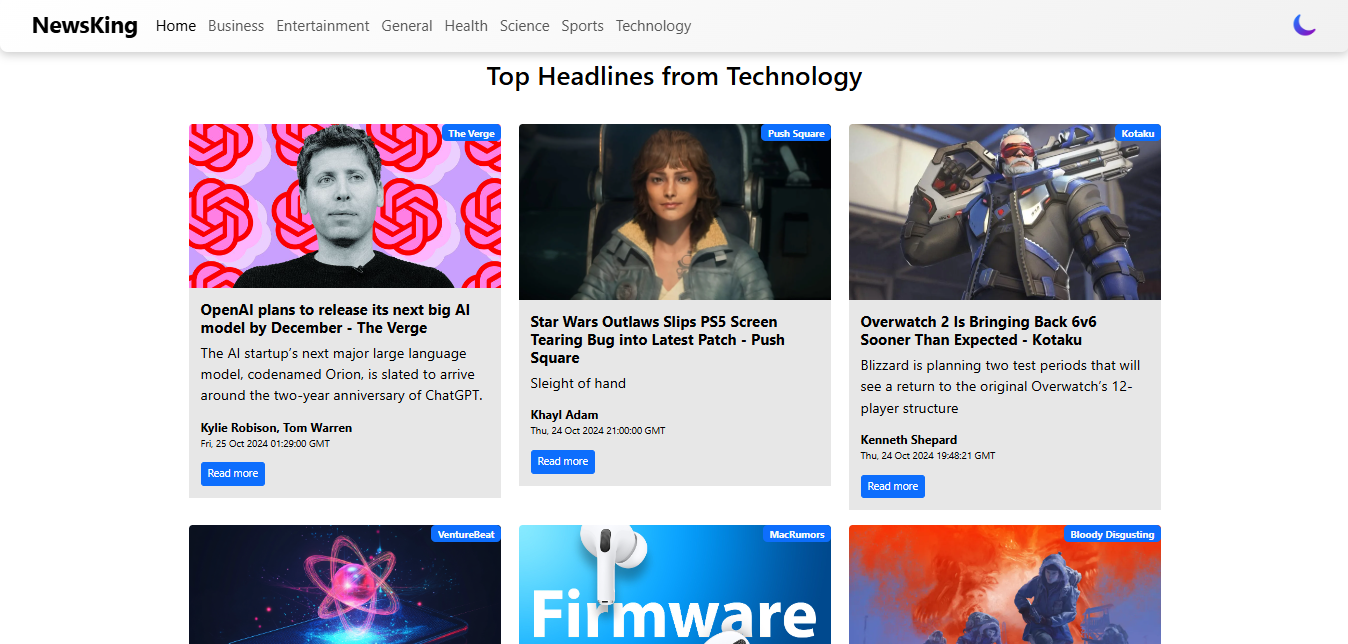 NewsKing Home Business Entertainment General Health Science Sports Technology
Top Headlines from Technology
The Verge
OpenAI plans to release its next big AI
model by December - The Verge
The AI startup’s next major large language
model, codenamed Orion, is slated to arrive
around the two-year anniversary of ChatGPT.
Kylie Robison, Tom Warren
Fri, 25 Oct 2024 01:29:00 GMT
Read more
Push Square
Star Wars Outlaws Slips PS5 Screen
Tearing Bug into Latest Patch - Push
Square
Sleight of hand
Khayl Adam
Thu, 24 Oct 2024 21:00:00 GMT
Read more
Kotaku
Overwatch 2 Is Bringing Back 6v6
Sooner Than Expected - Kotaku
Blizzard is planning two test periods that will
see a return to the original Overwatch’s 12-
player structure
Kenneth Shepard
Thu, 24 Oct 2024 19:48:21 GMT
Read more
VentureBeat
MacRumors
Firmware
Bloody Disgusting